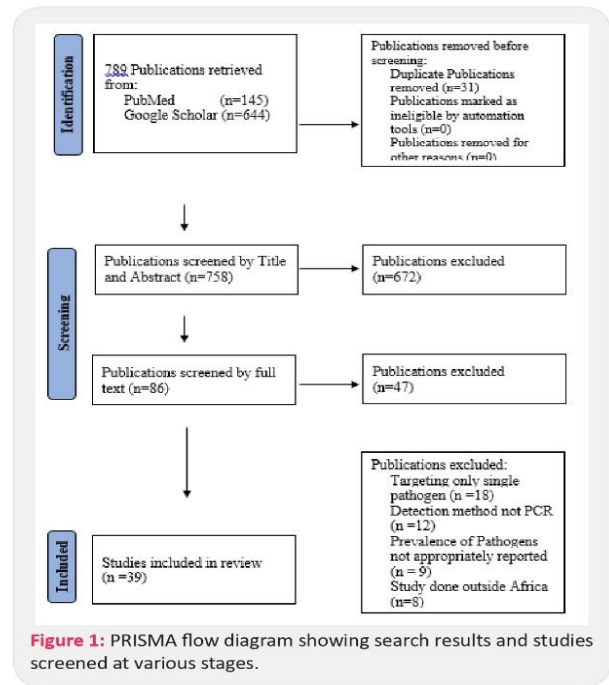 Identification
789 Publications retrieved
from:
PubMed (n=145)
Google Scholar (n=644)
Publications removed before
screening:
Duplicate Publications
removed (n=31)
Publications marked as
ineligible by automation
tools (n=0)
Publications removed for
other reasons (n=0)
Screening
Publications screened by Title
and Abstract (n=758)
Publications excluded
(n=672)
Publications screened by full
text (n=86)
Publications excluded
(n=47)
Included
Studies included in review
(n =39)
Publications excluded:
Targeting only single
pathogen (n =18)
Detection method not PCR
(n =12)
Prevalence of Pathogens
not appropriately reported
(n = 9)
Study done outside Africa
(n=8)
Figure 1: PRISMA flow diagram showing search results and studies
screened at various stages.